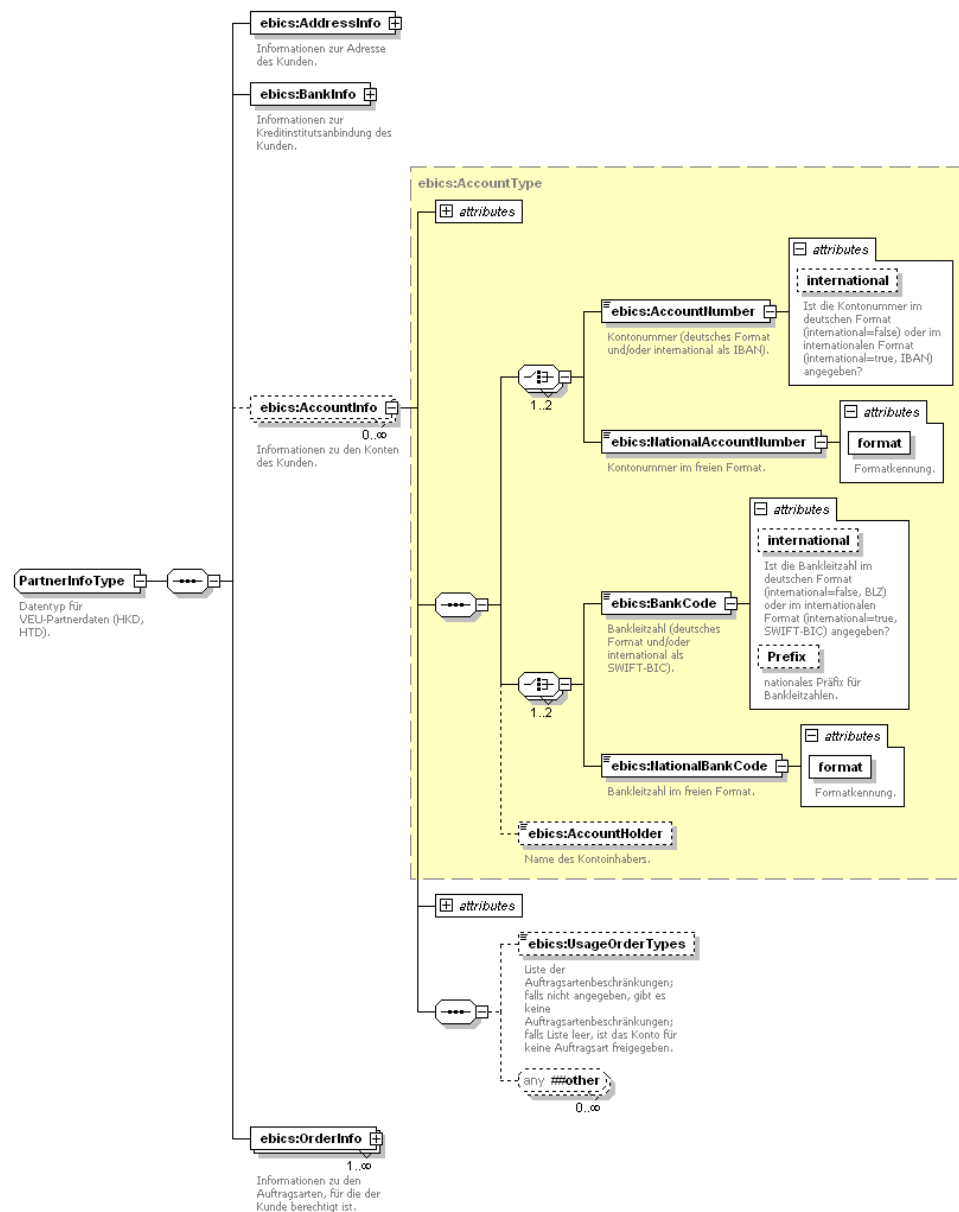 ebics:AddressInfo
Informationen zur Adresse
des Kunden.
ebics:BankInfo
Informationen zur
Kreditinstitutsanbindung des
Kunden.
ebics:AccountType
attributes
attributes
international
Ist die Kontonummer im
deutschen Format
(international=false) oder im
internationalen Format
(international=true, IBAN)
angegeben?
ebics:AccountNumber
Kontonummer (deutsches Format
und/oder international als IBAN).
1..2
ebics:AccountInfo
0..∞
Informationen zu den Konten
des Kunden.
attributes
ebics:NationalAccountNumber
format
Kontonummer im freien Format.
Formatkennung.
attributes
international
Ist die Bankleitzahl im
deutschen Format
(international=false, BLZ)
oder im internationalen
Format (international=true,
SWIFT-BIC) angegeben?
Prefix
nationales Präfix für
Bankleitzahlen.
PartnerInfoType
Datentyp für
VEU-Partnerdaten (HKD,
HTD).
ebics:BankCode
Bankleitzahl (deutsches
Format und/oder
international als
SWIFT-BIC).
1..2
attributes
ebics:NationalBankCode
format
Bankleitzahl im freien Format.
Formatkennung.
ebics:AccountHolder
Name des Kontoinhabers.
attributes
ebics:UsageOrderTypes
Liste der
Auftragsartenbeschränkungen;
falls nicht angegeben, gibt es
keine
Auftragsartenbeschränkungen;
falls Liste leer, ist das Konto für
keine Auftragsart freigegeben.
any ##other
0..∞
ebics:OrderInfo
1..∞
Informationen zu den
Auftragsarten, für die der
Kunde berechtigt ist.